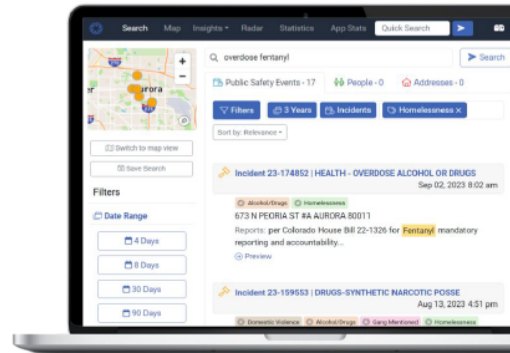 Search Map Insights Radar Statistics App Stats Quick Search
overdose fentanyl
Search
Public Safety Events - 17 People - 0 Addresses - 0
Filters 3 Years Incidents Homelessness ×
Sort by: Relevance
urora
+
−
Switch to map view
Save Search
Filters
Date Range
4 Days
8 Days
30 Days
90 Days
Incident 23-174852 | HEALTH - OVERDOSE ALCOHOL OR DRUGS
Sep 02, 2023 8:02 am
Alcohol/Drugs Homelessness
673 N PEORIA ST #A AURORA 80011
Reports: per Colorado House Bill 22-1326 for Fentanyl mandatory
reporting and accountability...
Preview
Incident 23-159553 | DRUGS-SYNTHETIC NARCOTIC POSSE
Aug 13, 2023 4:51 pm
Domestic Violence Alcohol/Drugs Gang Mentioned Homelessness